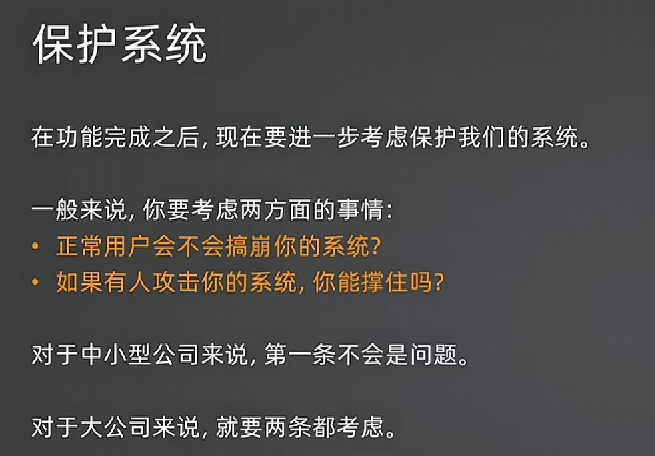 保护系统
在功能完成之后, 现在要进一步考虑保护我们的系统。
一般来说, 你要考虑两方面的事情:
• 正常用户会不会搞崩你的系统?
• 如果有人攻击你的系统, 你能撑住吗?
对于中小型公司来说, 第一条不会是问题。
对于大公司来说, 就要两条都考虑。